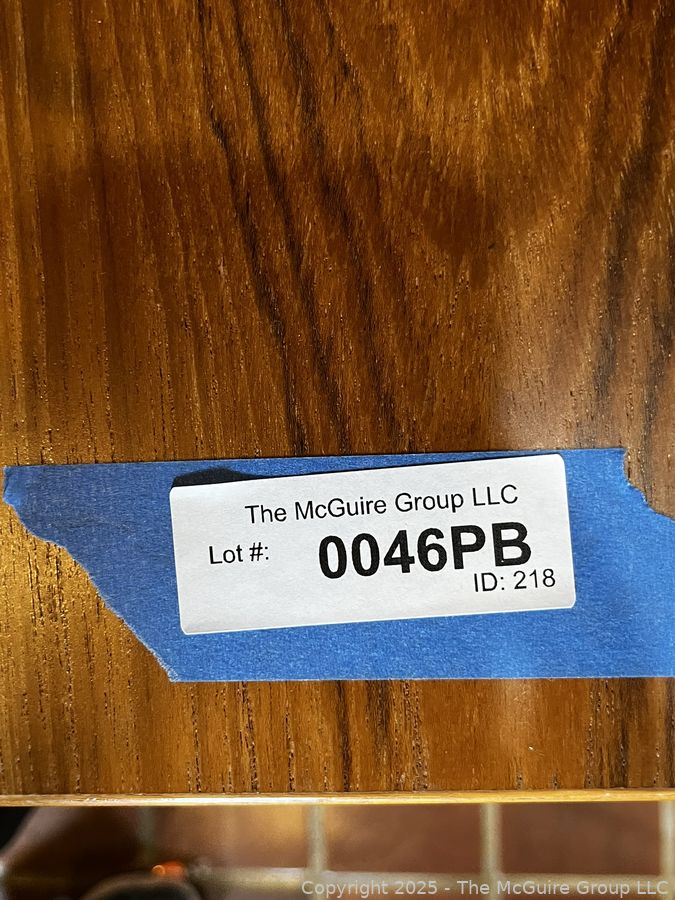 The McGuire Group LLC
Lot #: 0046PB
ID: 218
Copyright 2025 - The McGuire Group LLC